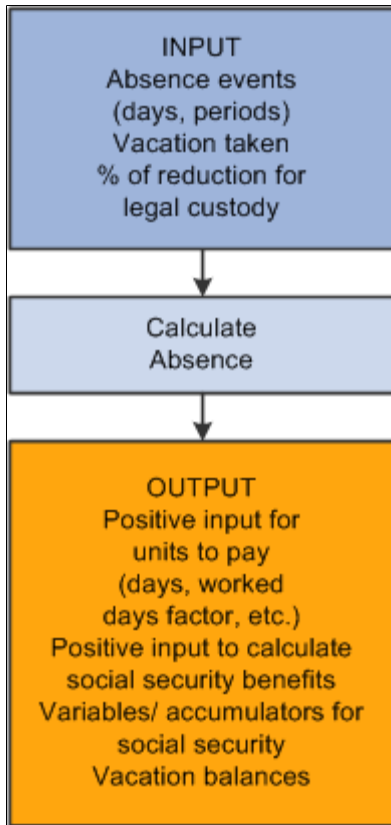 INPUT
Absence events
(days, periods)
Vacation taken
% of reduction for
legal custody
Calculate
Absence
OUTPUT
Positive input for
units to pay
(days, worked
days factor, etc.)
Positive input to calculate
social security benefits
Variables/ accumulators for
social security
Vacation balances